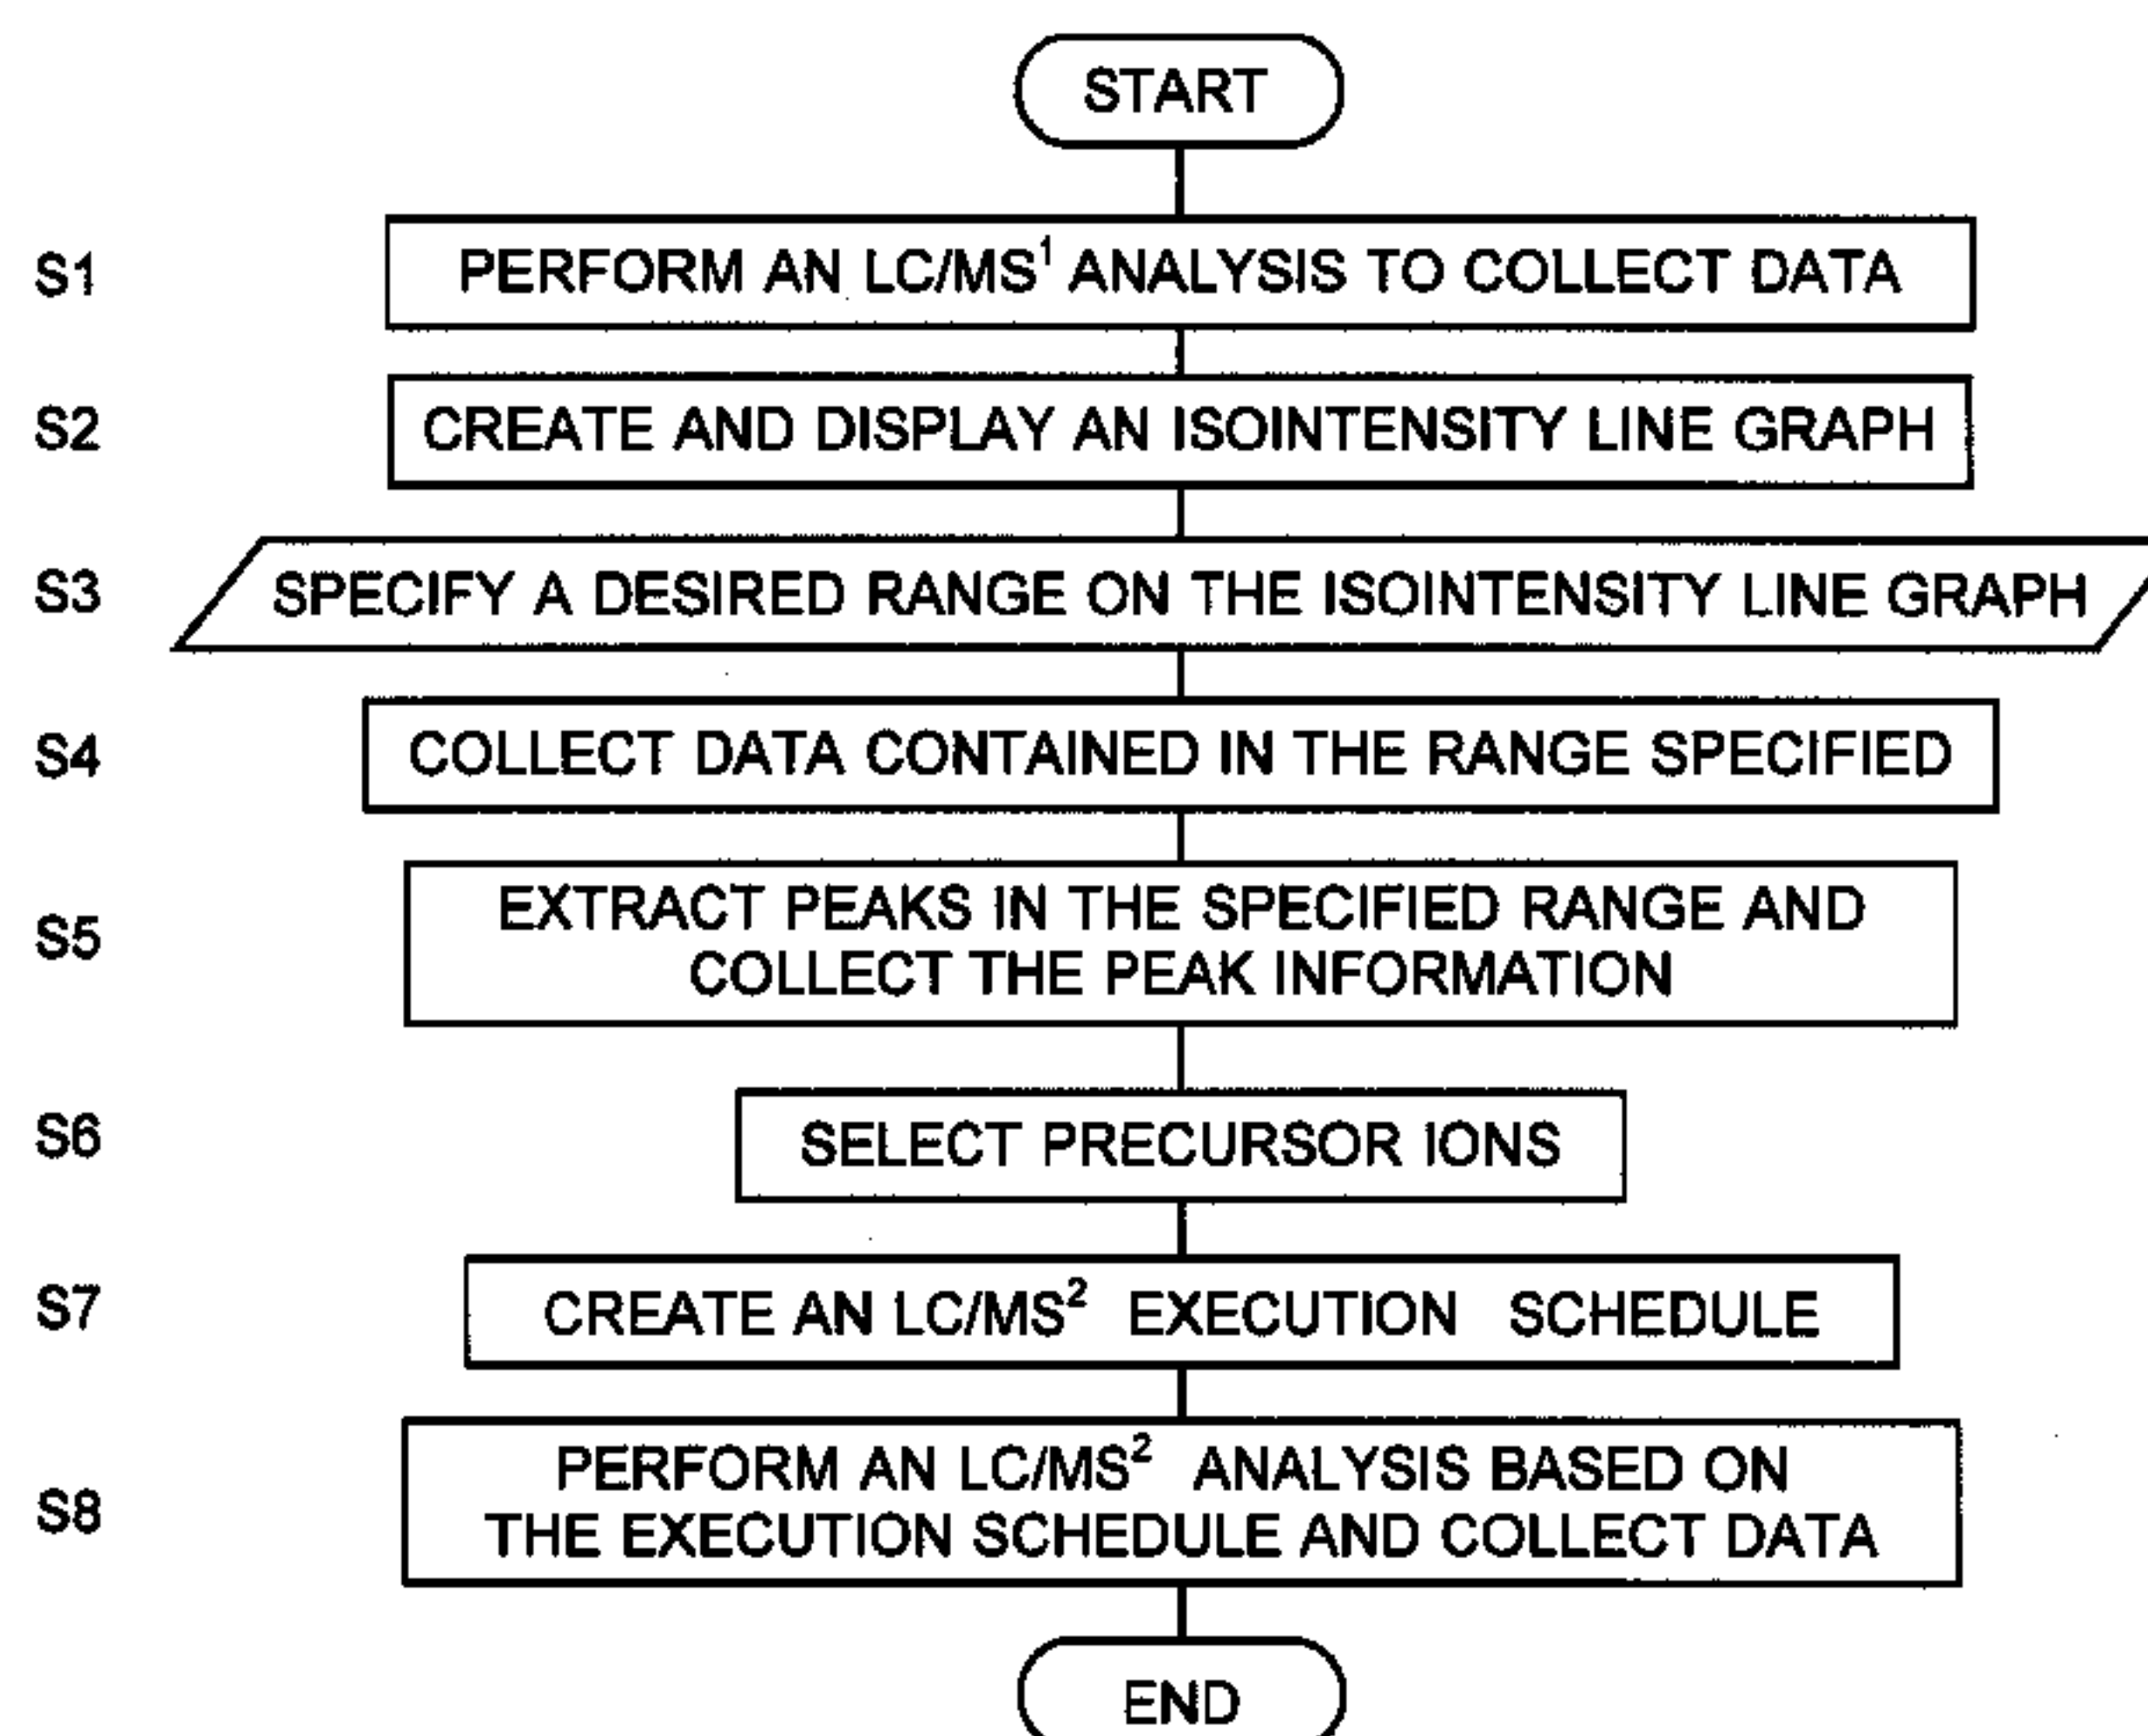 START
S1 PERFORM AN LC/MS¹ ANALYSIS TO COLLECT DATA
S2 CREATE AND DISPLAY AN ISOINTENSITY LINE GRAPH
S3 SPECIFY A DESIRED RANGE ON THE ISOINTENSITY LINE GRAPH
S4 COLLECT DATA CONTAINED IN THE RANGE SPECIFIED
S5 EXTRACT PEAKS IN THE SPECIFIED RANGE AND
COLLECT THE PEAK INFORMATION
S6 SELECT PRECURSOR IONS
S7 CREATE AN LC/MS² EXECUTION SCHEDULE
S8 PERFORM AN LC/MS² ANALYSIS BASED ON
THE EXECUTION SCHEDULE AND COLLECT DATA
END